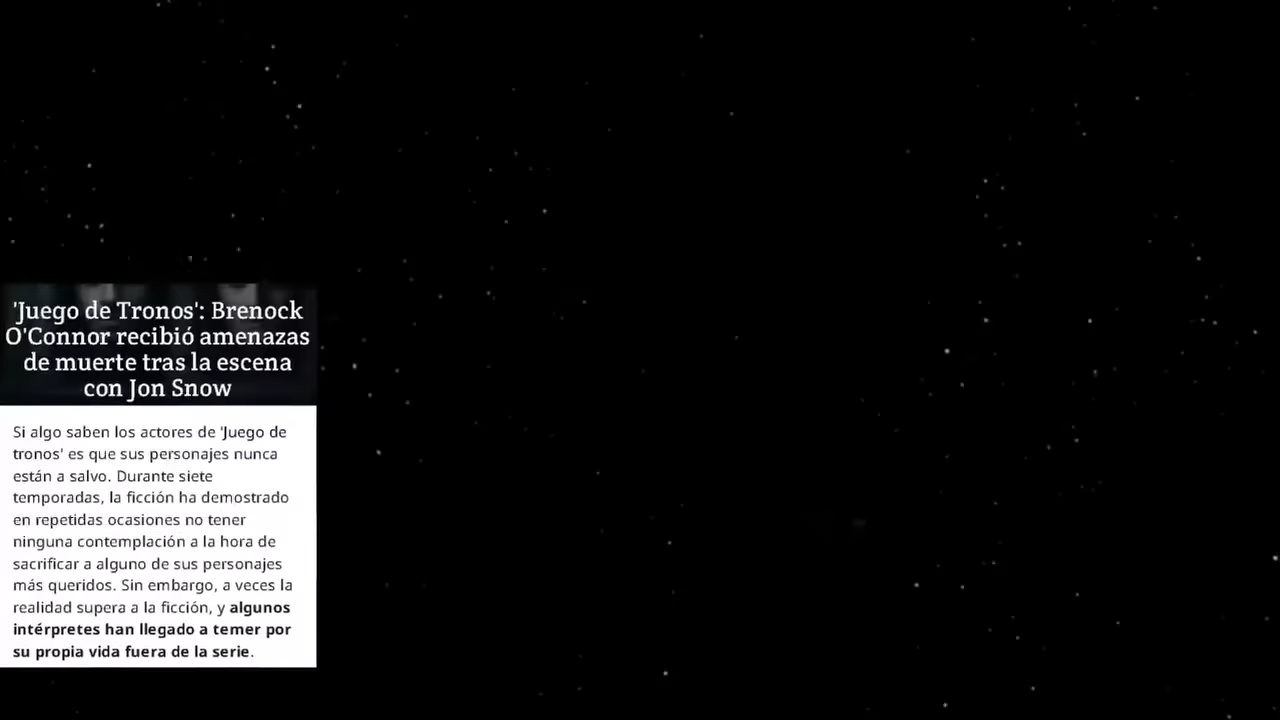 'Juego de Tronos': Brenock
O'Connor recibió amenazas
de muerte tras la escena
con Jon Snow
Si algo saben los actores de 'Juego de
tronos' es que sus personajes nunca
están a salvo. Durante siete
temporadas, la ficción ha demostrado
en repetidas ocasiones no tener
ninguna contemplación a la hora de
sacrificar a alguno de sus personajes
más queridos. Sin embargo, a veces la
realidad supera a la ficción, y algunos
intérpretes han llegado a temer por
su propia vida fuera de la serie.